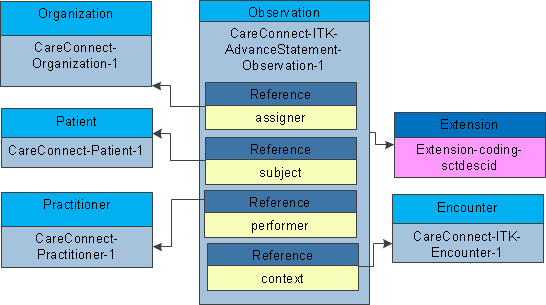 Organization
CareConnect-
Organization-1
Patient
CareConnect-Patient-1
Practitioner
CareConnect-
Practitioner-1
Observation
CareConnect-ITK-
AdvanceStatement-
Observation-1
Reference
assigner
Reference
subject
Reference
performer
Reference
context
Extension
Extension-coding-
sctdescid
Encounter
CareConnect-ITK-
Encounter-1